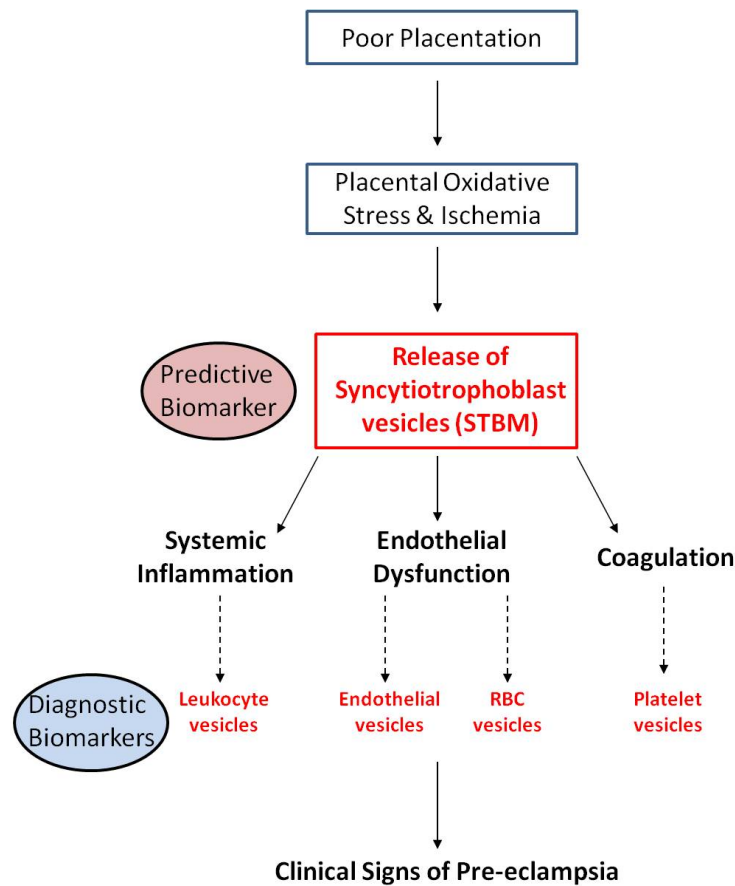 Poor Placentation
Placental Oxidative
Stress & Ischemia
Predictive
Biomarker
Release of
Syncytiotrophoblast
vesicles (STBM)
Systemic
Inflammation
Endothelial
Dysfunction
Coagulation
Diagnostic
Biomarkers
Leukocyte
vesicles
Endothelial
vesicles
RBC
vesicles
Platelet
vesicles
Clinical Signs of Pre-eclampsia